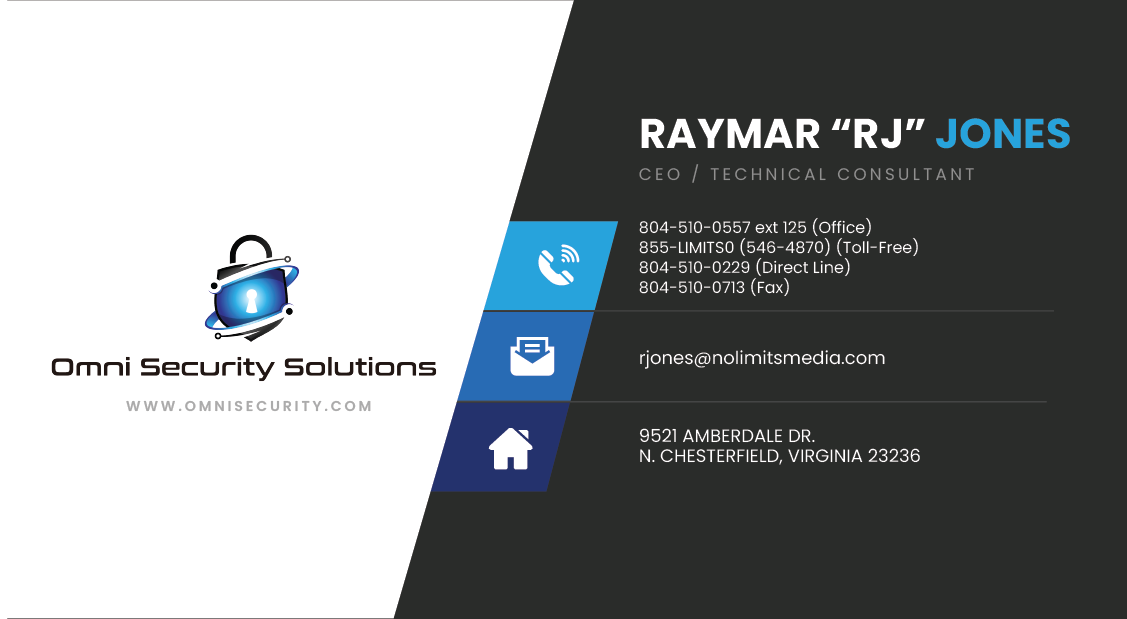 Omni Security Solutions
WWW.OMNISECURITY.COM
RAYMAR “RJ” JONES
CEO / TECHNICAL CONSULTANT
804-510-0557 ext 125 (Office)
855-LIMITS0 (546-4870) (Toll-Free)
804-510-0229 (Direct Line)
804-510-0713 (Fax)
rjones@nolimitsmedia.com
9521 AMBERDALE DR.
N. CHESTERFIELD, VIRGINIA 23236